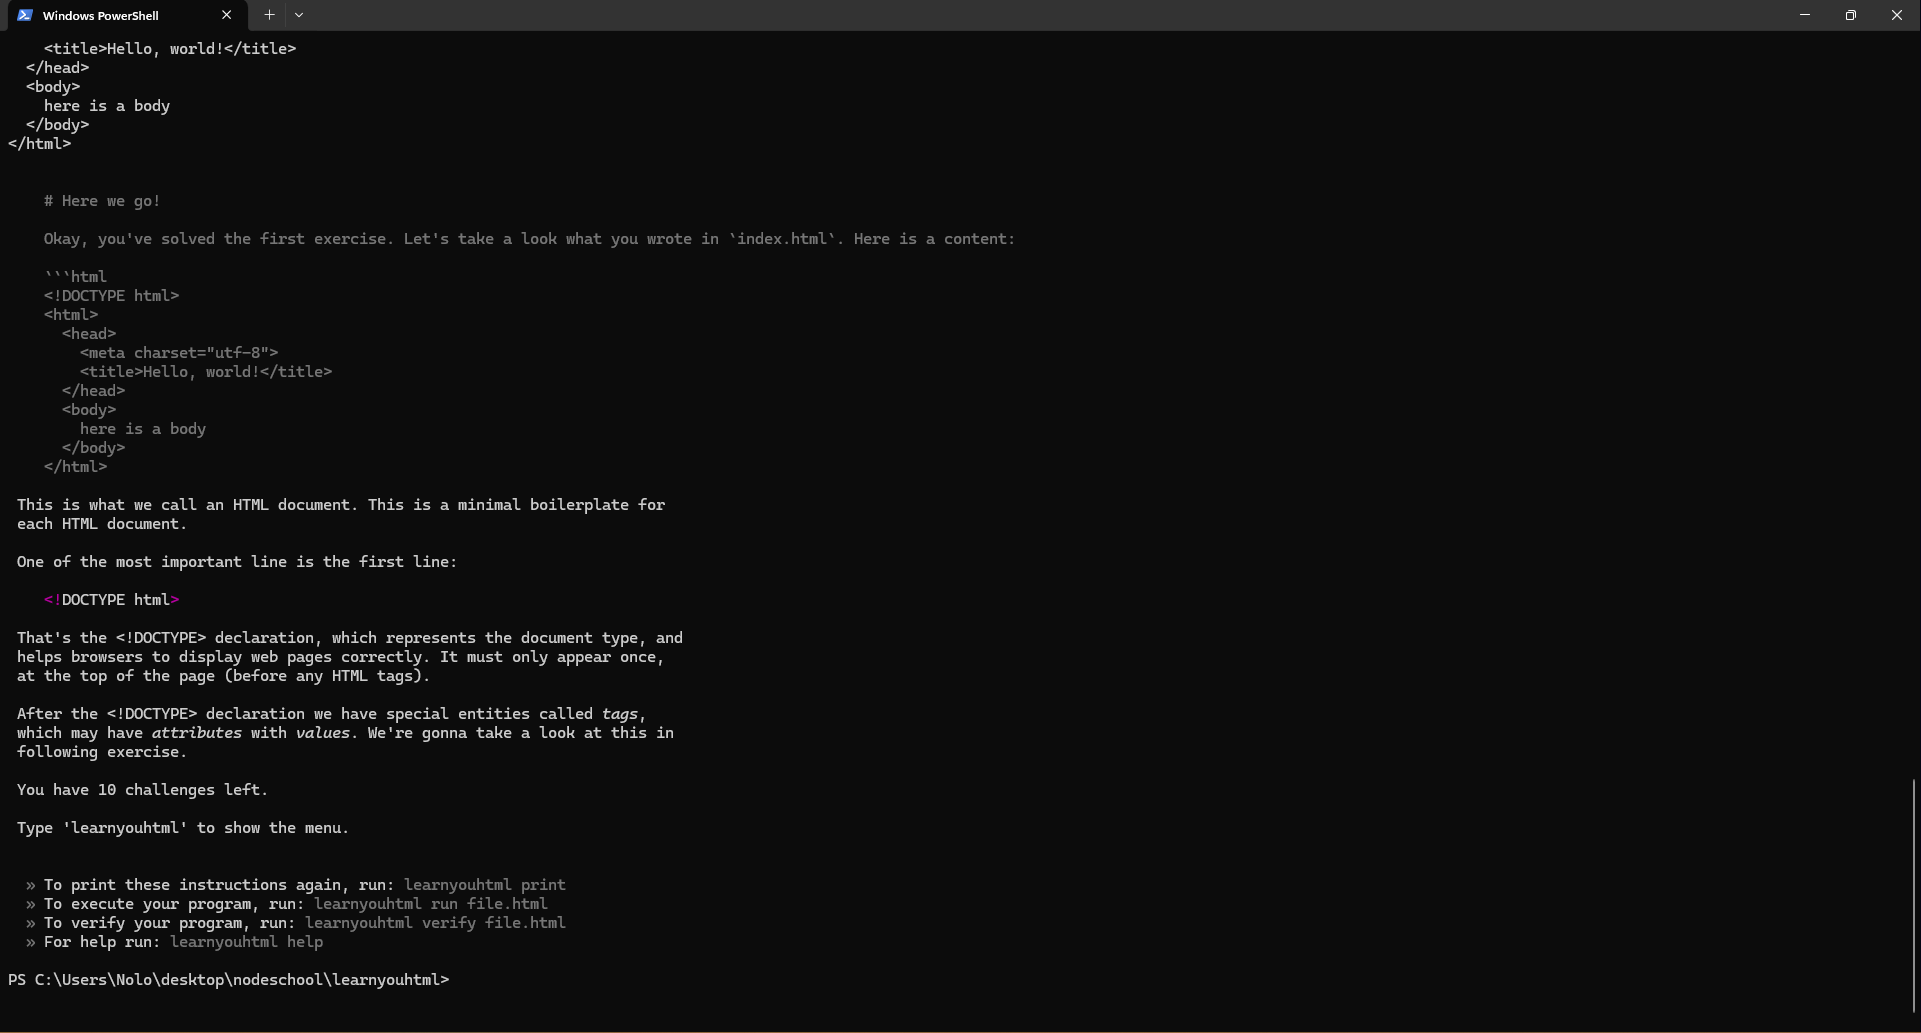 Windows PowerShell
    <title>Hello, world!</title>
  </head>
  <body>
    here is a body
  </body>
</html>
    # Here we go!
    Okay, you've solved the first exercise. Let's take a look what you wrote in `index.html`. Here is a content:
    ```html
    <!DOCTYPE html>
    <html>
      <head>
        <meta charset="utf-8">
        <title>Hello, world!</title>
      </head>
      <body>
        here is a body
      </body>
    </html>
 This is what we call an HTML document. This is a minimal boilerplate for
 each HTML document.
 One of the most important line is the first line:
    <!DOCTYPE html>
 That's the <!DOCTYPE> declaration, which represents the document type, and
 helps browsers to display web pages correctly. It must only appear once,
 at the top of the page (before any HTML tags).
 After the <!DOCTYPE> declaration we have special entities called tags,
 which may have attributes with values. We're gonna take a look at this in
 following exercise.
 You have 10 challenges left.
 Type 'learnyouhtml' to show the menu.
  » To print these instructions again, run: learnyouhtml print
  » To execute your program, run: learnyouhtml run file.html
  » To verify your program, run: learnyouhtml verify file.html
  » For help run: learnyouhtml help
PS C:\Users\Nolo\desktop\nodeschool\learnyouhtml>